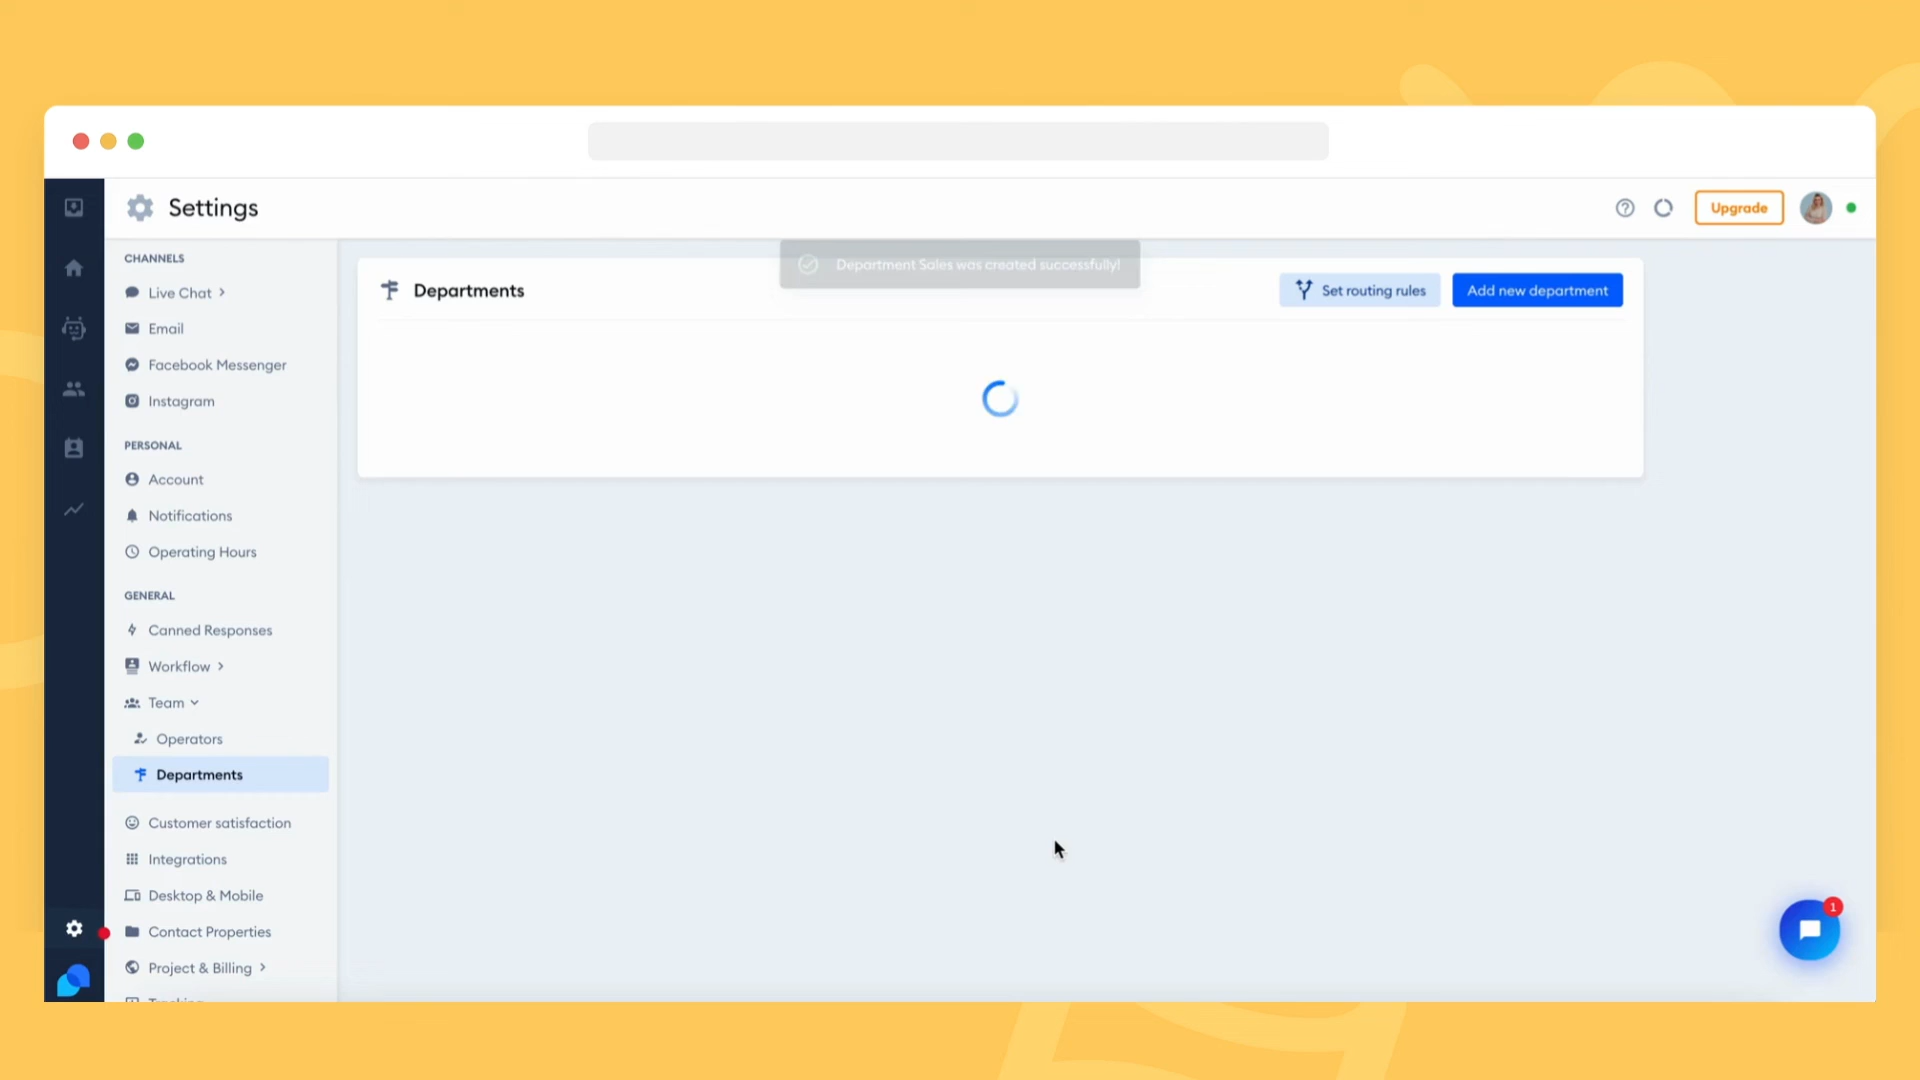 Settings
Upgrade
CHANNELS
Live Chat
Email
Facebook Messenger
Instagram
PERSONAL
Account
Notifications
Operating Hours
GENERAL
Canned Responses
Workflow
Team
Operators
Departments
Customer satisfaction
Integrations
Desktop & Mobile
Contact Properties
Project & Billing
Department Sales was created successfully!
Departments
Set routing rules
Add new department
1